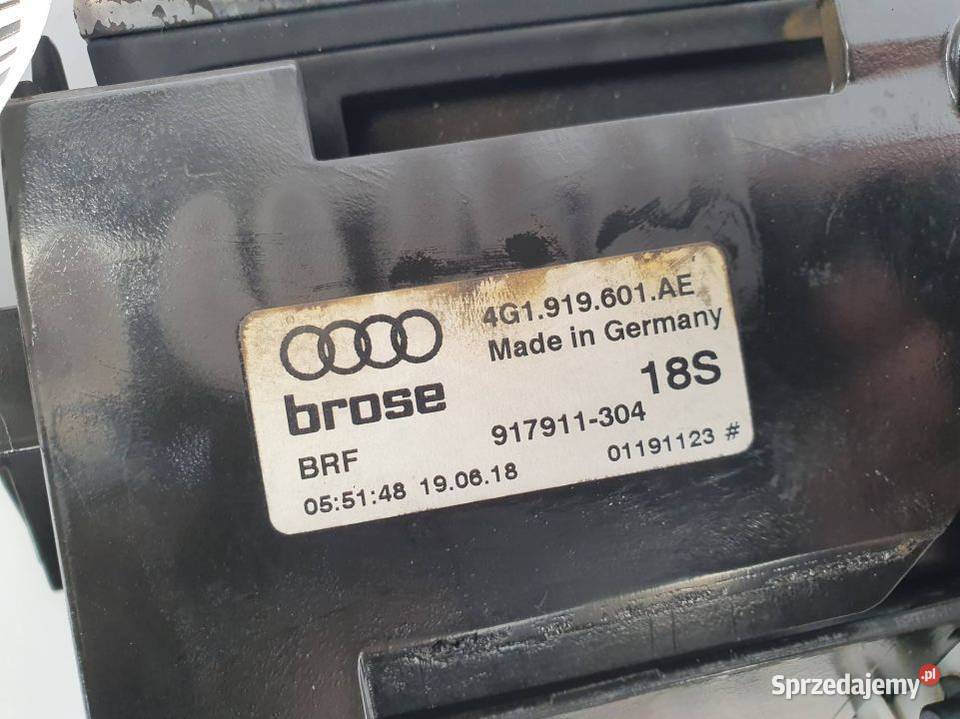 4G1.919.601.AE
Made in Germany
brose
18S
917911-304
BRF
01191123 #
05:51:48 19.06.18
Sprzedajemy.pl